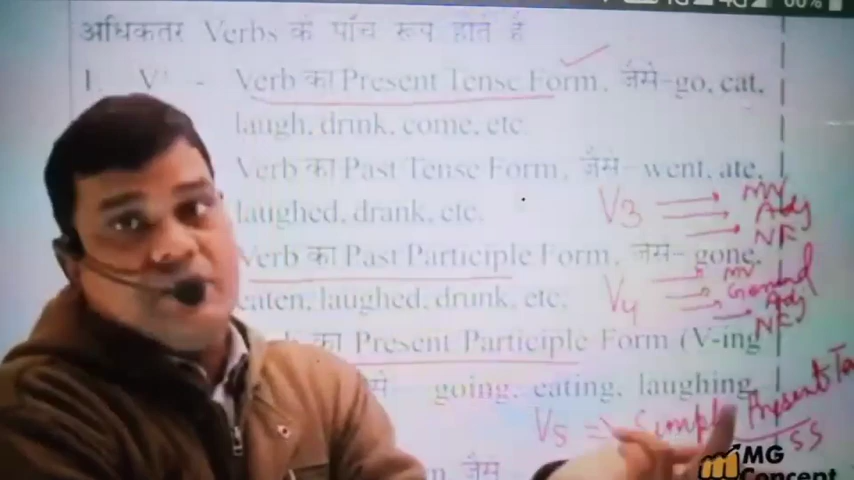 अधिकतर Verbs के पाँच रूप होते हैं
1. V¹ - Verb का Present Tense Form, जैसे-go, eat,
laugh, drink, come, etc.
Verb का Past Tense Form, जैसे- went, ate,
laughed, drank, etc.
V3 → MV
→ Adj
→ NF
Verb का Past Participle Form, जैसे- gone,
eaten, laughed, drunk, etc.
V4 → MV
→ Gerund
→ Adj
→ NF
का Present Participle Form (V-ing
going, eating, laughing,
V5 ⇒ Simple Present
SS
जैसे
MG
Concept